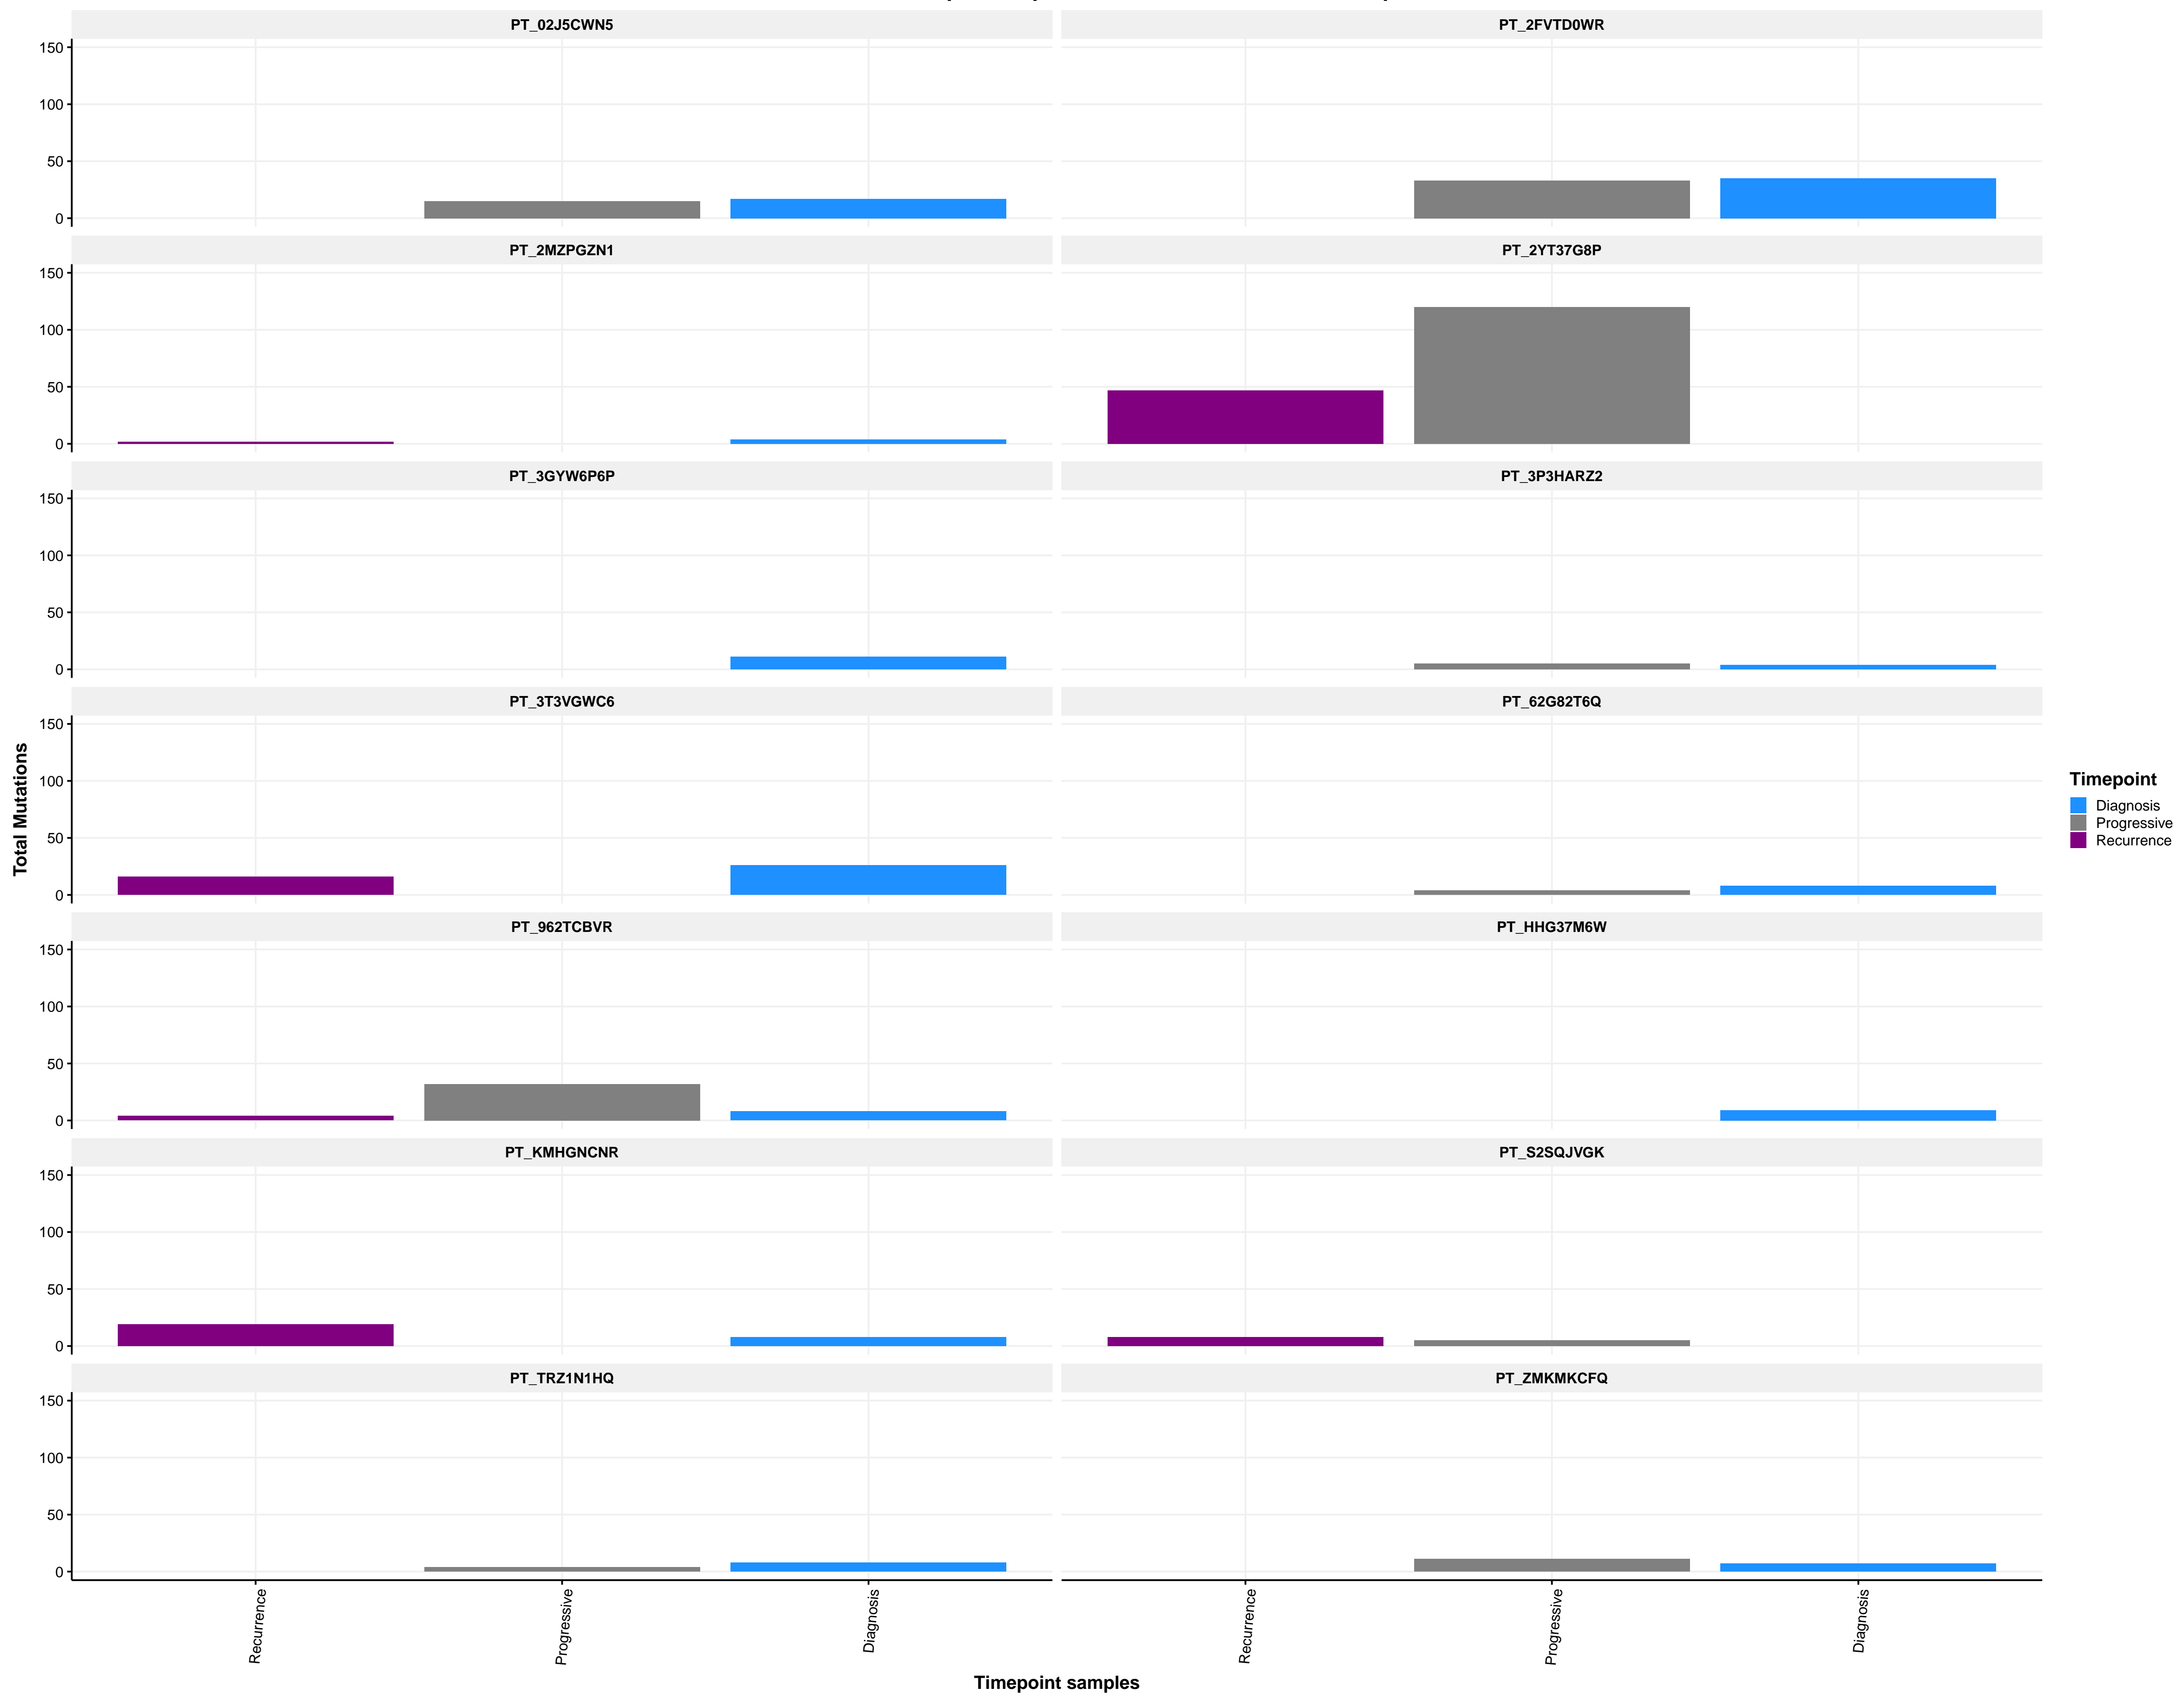 PT_02J5CWN5 PT_2FVTD0WR
150
100
50
0
PT_2MZPGZN1 PT_2YT37G8P
150
100
50
0
PT_3GYW6P6P PT_3P3HARZ2
150
100
50
0
PT_3T3VGWC6 PT_62G82T6Q
150
100
50
0
PT_962TCBVR PT_HHG37M6W
150
100
50
0
PT_KMHGNCNR PT_S2SQJVGK
150
100
50
0
PT_TRZ1N1HQ PT_ZMKMKCFQ
150
100
50
0
Total Mutations
Recurrence Progressive Diagnosis Recurrence Progressive Diagnosis
Timepoint samples
Timepoint
Diagnosis
Progressive
Recurrence